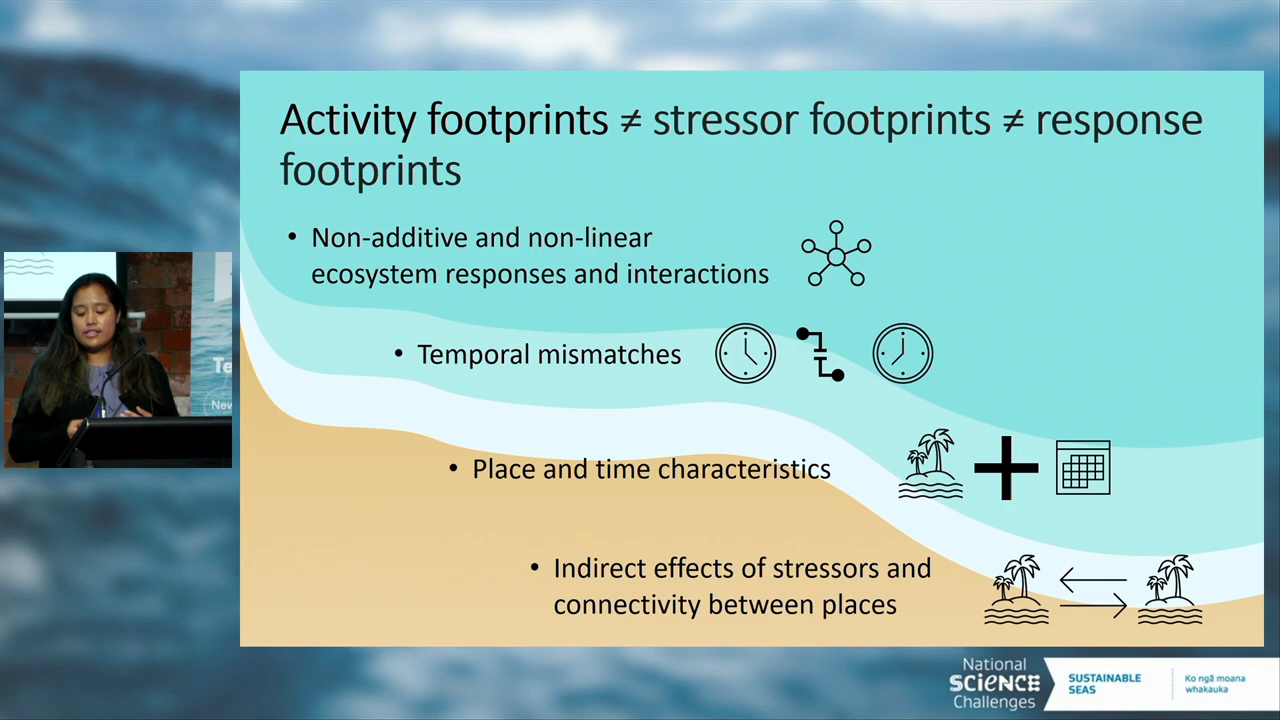 Activity footprints ≠ stressor footprints ≠ response
footprints
• Non-additive and non-linear
ecosystem responses and interactions
• Temporal mismatches
• Place and time characteristics
• Indirect effects of stressors and
connectivity between places
Te
New
National
SCIENCE
Challenges
SUSTAINABLE
SEAS
Ko ngā moana
whakauka